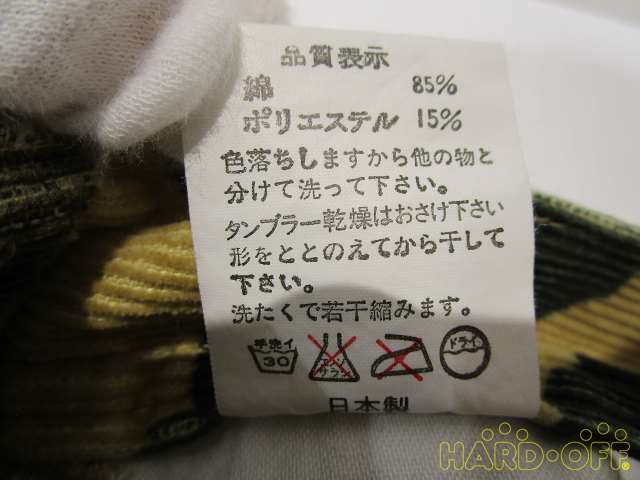 品質表示
綿 85%
ポリエステル 15%
色落ちしますから他の物と
分けて洗って下さい。
タンブラー乾燥はおさけ下さい
形をととのえてから干して
下さい。
洗たくで若干縮みます。
手洗イ 30 エンソサラシ ドライ
日本製
HARD-OFF